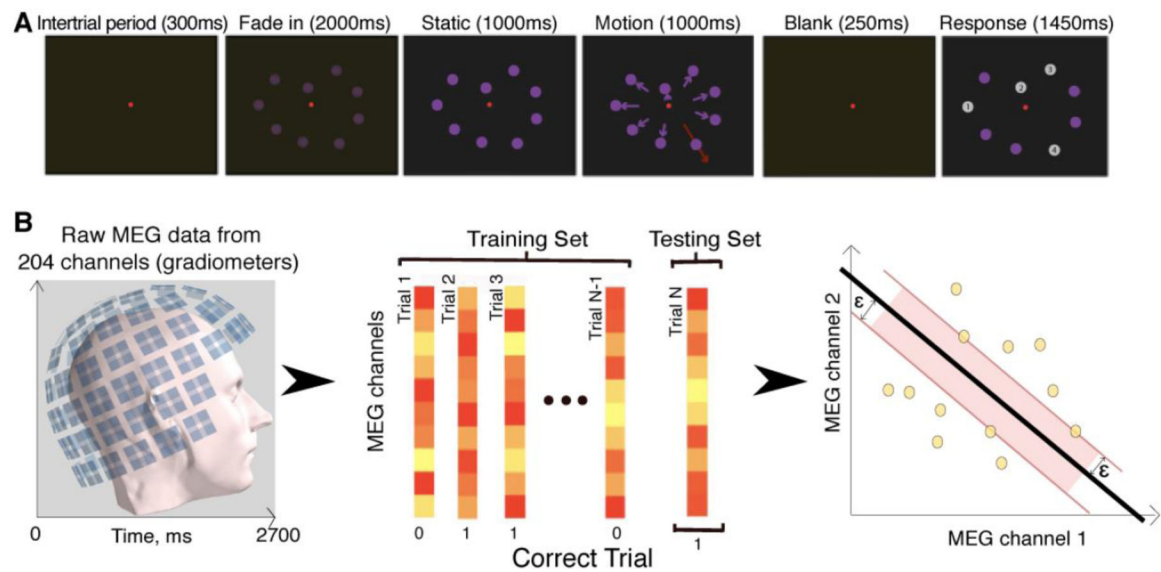 A
Intertrial period (300ms) Fade in (2000ms) Static (1000ms) Motion (1000ms) Blank (250ms) Response (1450ms)
1
2
3
4
B
Raw MEG data from
204 channels (gradiometers)
0
Time, ms
2700
Training Set
Testing Set
MEG channels
Trial 1
Trial 2
Trial 3
Trial N-1
Trial N
0 1 1 0 1
Correct Trial
MEG channel 2
ε
ε
MEG channel 1